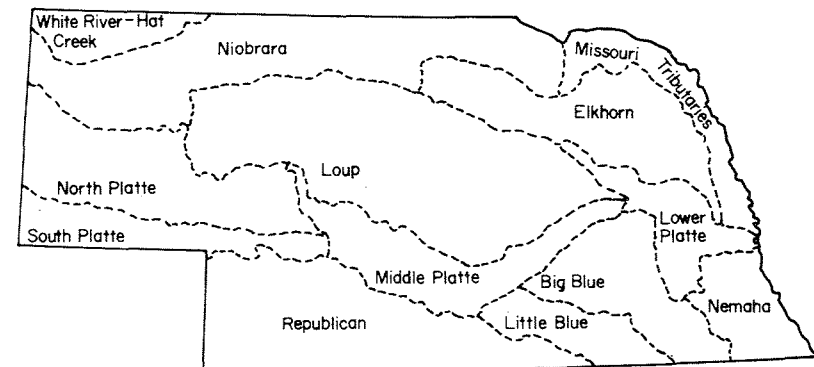 White River-Hat
Creek
Niobrara
Missouri
Tributaries
Elkhorn
Loup
North Platte
Lower
Platte
South Platte
Middle Platte
Big Blue
Nemaha
Republican
Little Blue